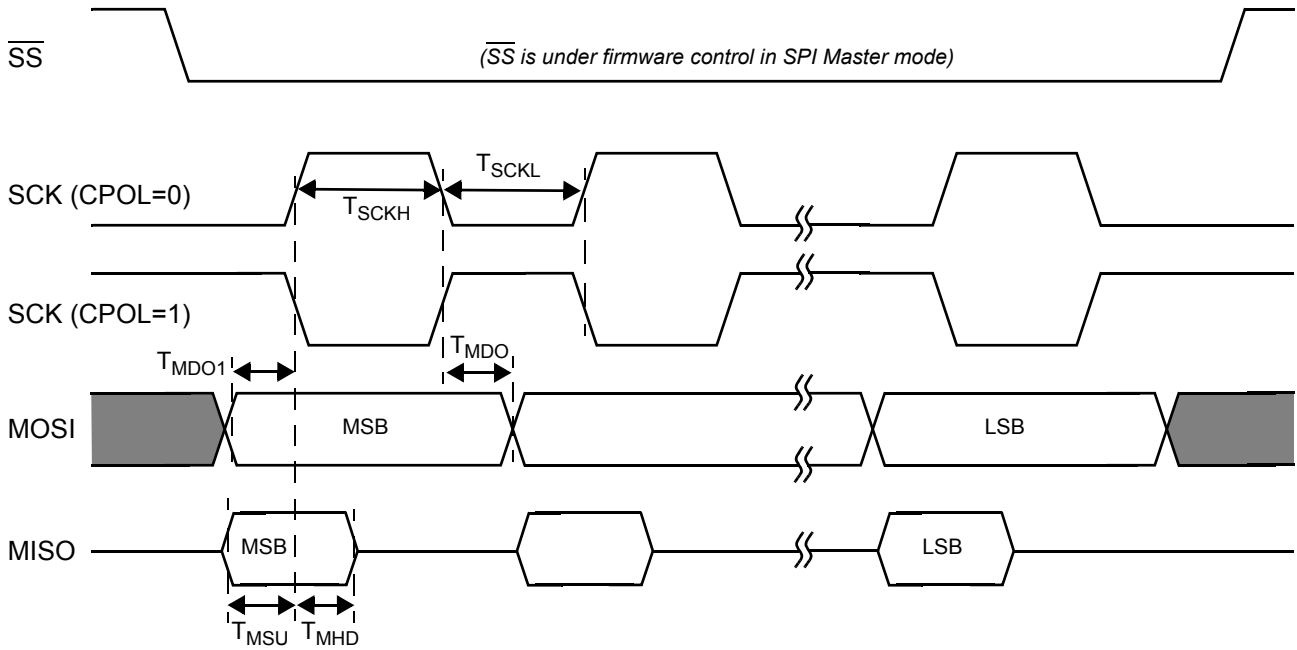 SS
(SS is under firmware control in SPI Master mode)
SCK (CPOL=0)
TSCKH
TSCKL
SCK (CPOL=1)
TMDO1
TMDO
MOSI
MSB
LSB
MISO
MSB
LSB
TMSU
TMHD